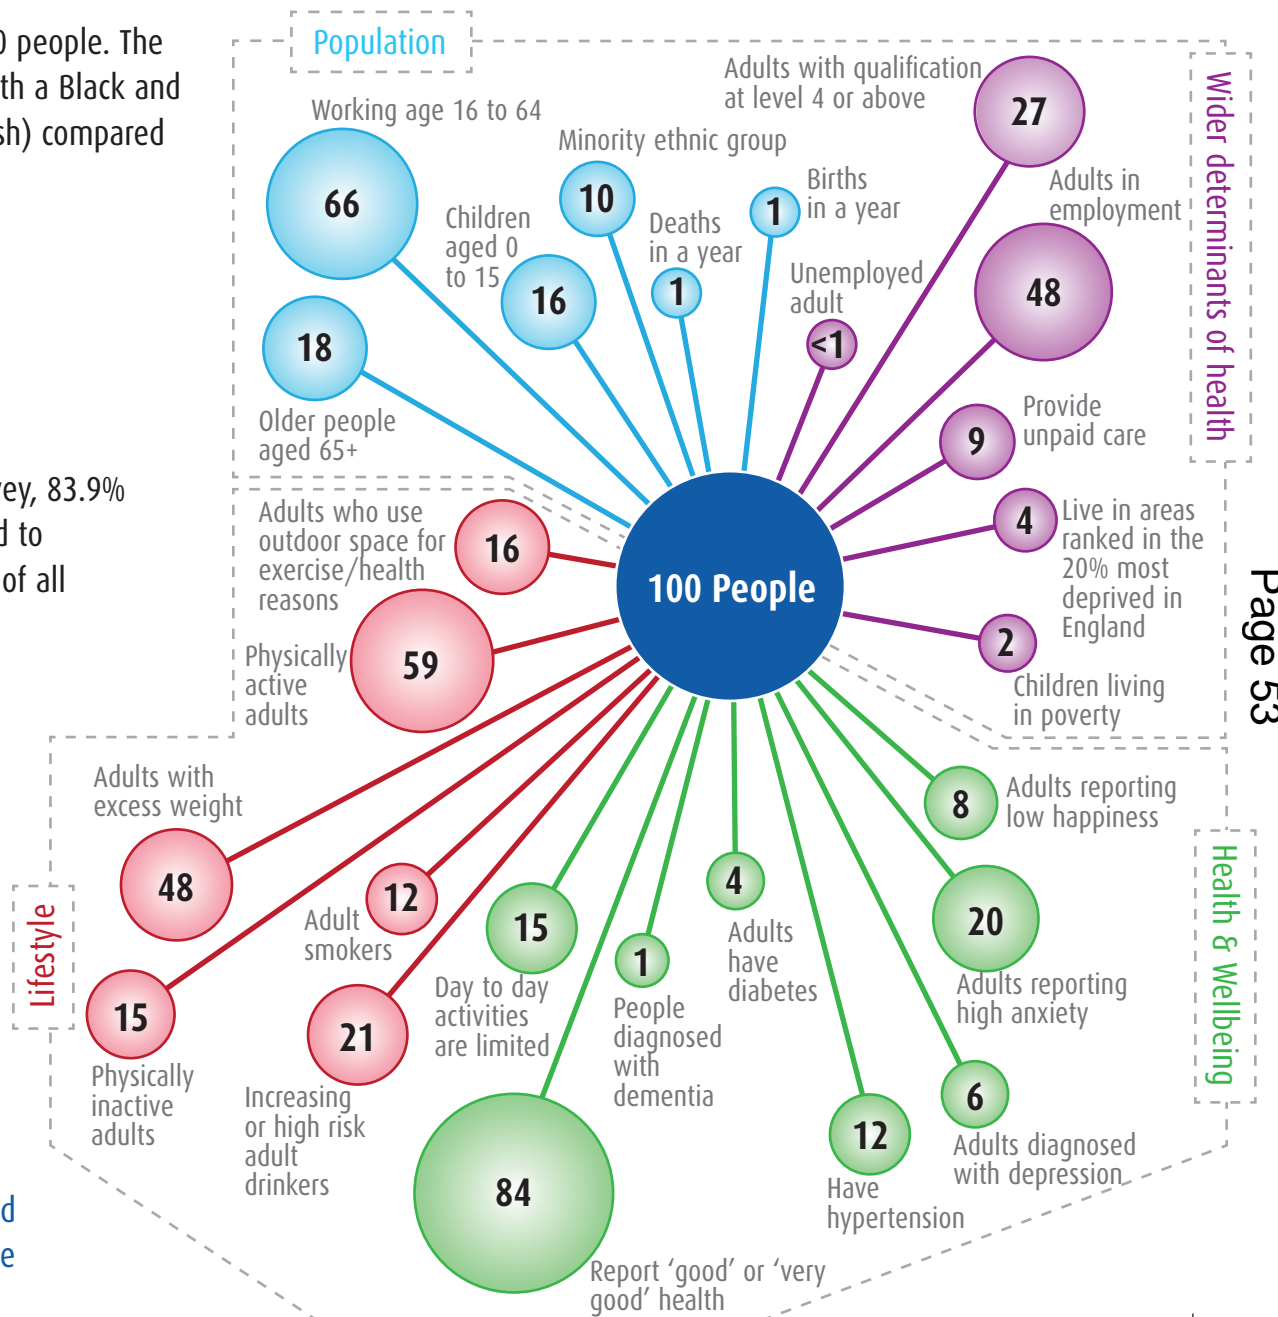 0 people. The
th a Black and
sh) compared
vey, 83.9%
d to
of all
d
e
Population
Working age 16 to 64
66
Children
aged 0
to 15
16
Minority ethnic group
10
Deaths
in a year
1
Births
in a year
1
18
Older people
aged 65+
Wider determinants of health
Adults with qualification
at level 4 or above
27
Adults in
employment
48
Unemployed
adult
<1
Provide
unpaid care
9
4
Live in areas
ranked in the
20% most
deprived in
England
2
Children living
in poverty
100 People
Page 53
Adults who use
outdoor space for
exercise/health
reasons
16
Physically
active
adults
59
Adults with
excess weight
48
Lifestyle
15
Physically
inactive
adults
12
Adult
smokers
21
Increasing
or high risk
adult
drinkers
15
Day to day
activities
are limited
84
Report ‘good’ or ‘very
good’ health
1
People
diagnosed
with
dementia
4
Adults
have
diabetes
12
Have
hypertension
6
Adults diagnosed
with depression
20
Adults reporting
high anxiety
8
Adults reporting
low happiness
Health & Wellbeing